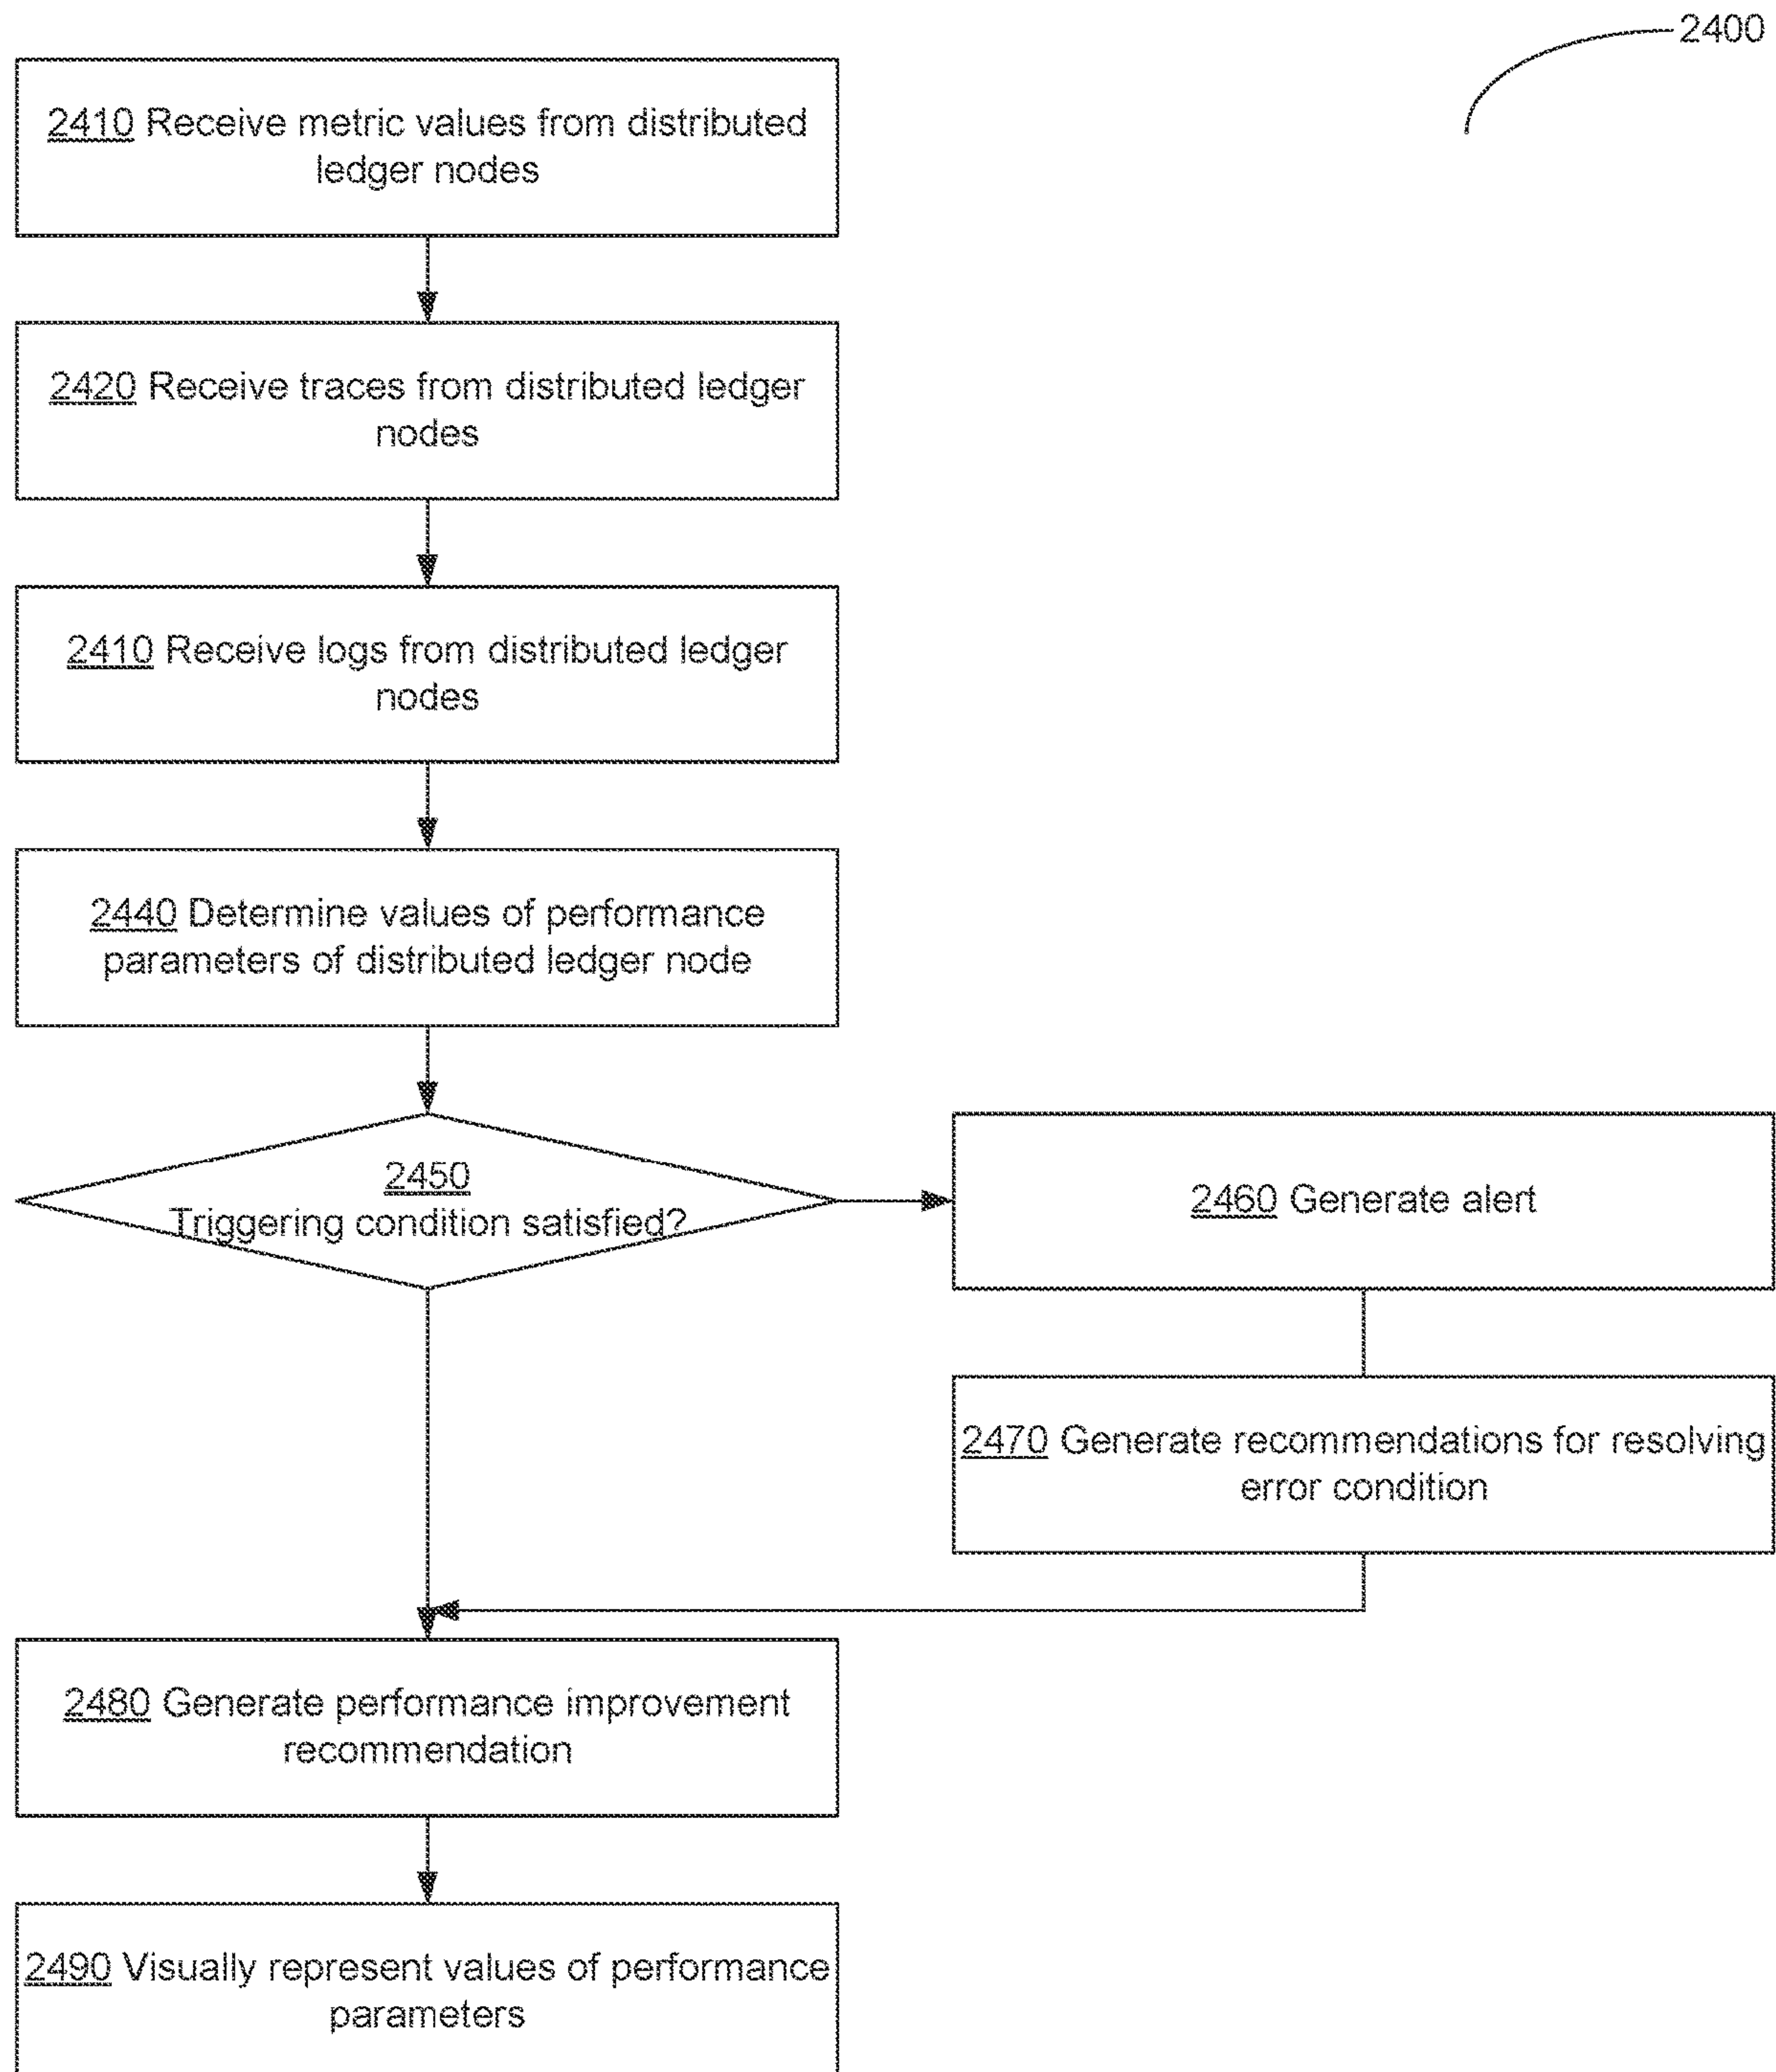 2400
2410 Receive metric values from distributed
ledger nodes
2420 Receive traces from distributed ledger
nodes
2410 Receive logs from distributed ledger
nodes
2440 Determine values of performance
parameters of distributed ledger node
2450
Triggering condition satisfied?
2460 Generate alert
2470 Generate recommendations for resolving
error condition
2480 Generate performance improvement
recommendation
2490 Visually represent values of performance
parameters